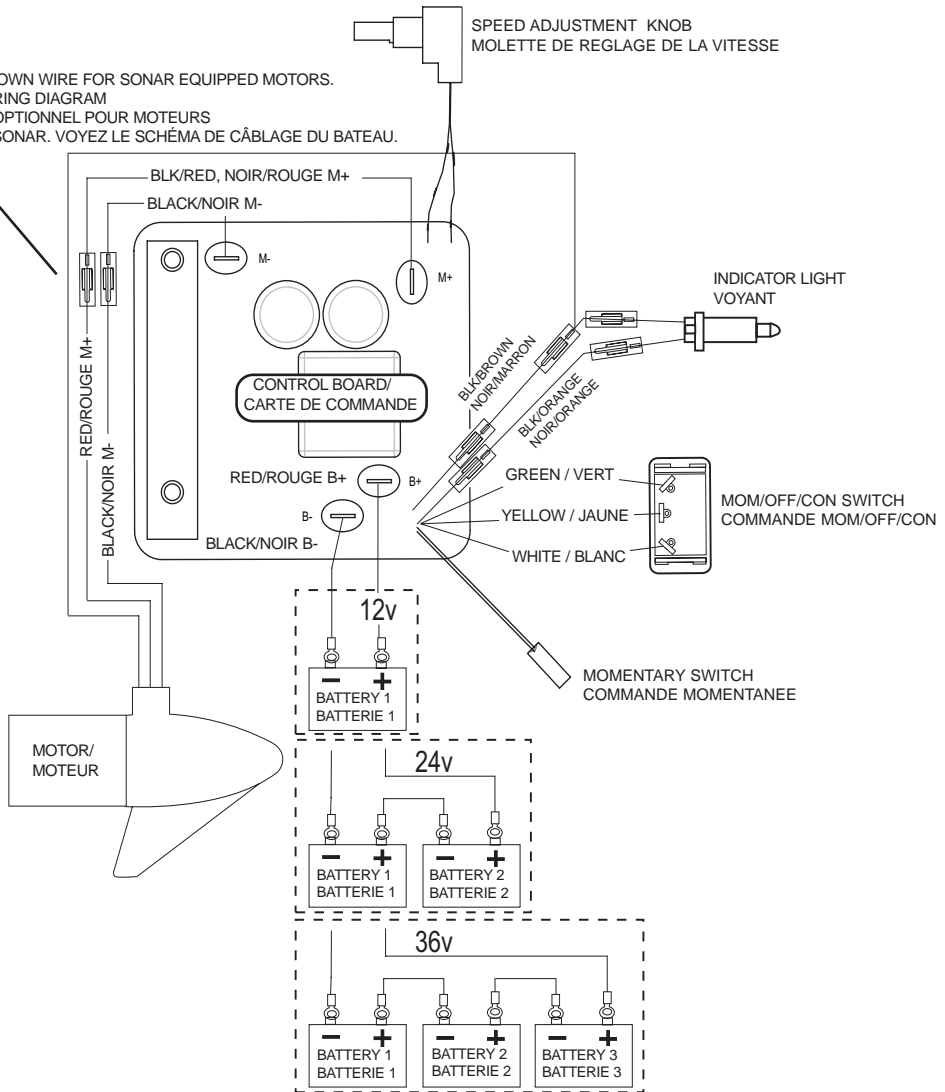 SPEED ADJUSTMENT KNOB
MOLETTE DE REGLAGE DE LA VITESSE
OWN WIRE FOR SONAR EQUIPPED MOTORS.
RING DIAGRAM
OPTIONNEL POUR MOTEURS
SONAR. VOYEZ LE SCHÉMA DE CÂBLAGE DU BATEAU.
BLK/RED, NOIR/ROUGE M+
BLACK/NOIR M-
M-
M+
INDICATOR LIGHT
VOYANT
RED/ROUGE M+
BLACK/NOIR M-
CONTROL BOARD/
CARTE DE COMMANDE
BLK/BROWN
NOIR/MARRON
BLK/ORANGE
NOIR/ORANGE
RED/ROUGE B+
B+
B-
BLACK/NOIR B-
GREEN / VERT
YELLOW / JAUNE
WHITE / BLANC
MOM/OFF/CON SWITCH
COMMANDE MOM/OFF/CON
MOMENTARY SWITCH
COMMANDE MOMENTANEE
12v
– +
BATTERY 1
BATTERIE 1
MOTOR/
MOTEUR
24v
– +
BATTERY 1
BATTERIE 1
– +
BATTERY 2
BATTERIE 2
36v
– +
BATTERY 1
BATTERIE 1
– +
BATTERY 2
BATTERIE 2
– +
BATTERY 3
BATTERIE 3